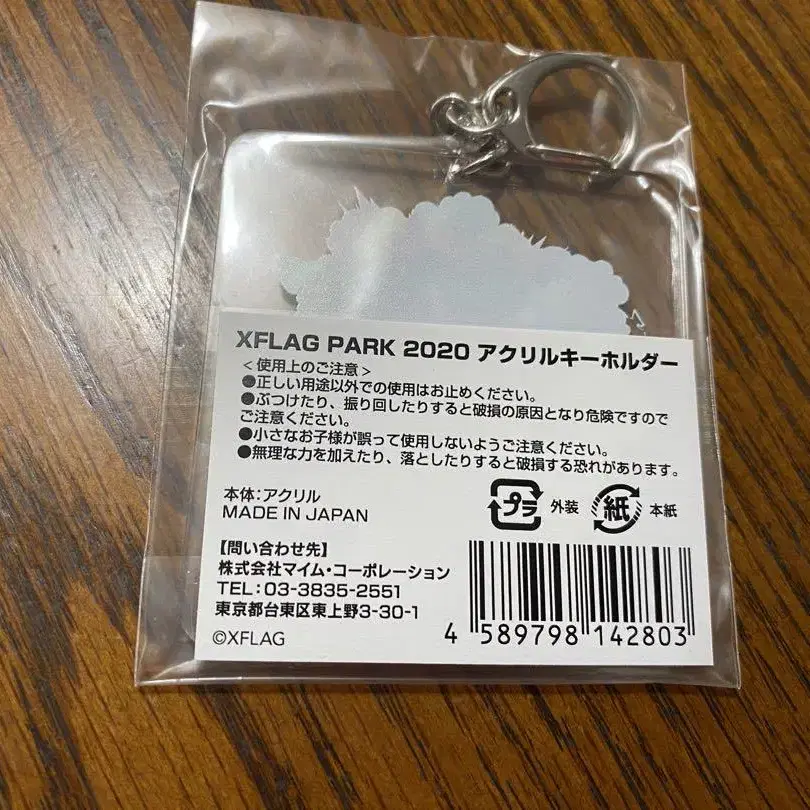 XFLAG PARK 2020 アクリルキーホルダー
＜使用上のご注意＞
●正しい用途以外での使用はお止めください。
●ぶつけたり、振り回したりすると破損の原因となり危険ですので
ご注意ください。
●小さなお子様が誤って使用しないようご注意ください。
●無理な力を加えたり、落としたりすると破損する恐れがあります。
本体:アクリル
MADE IN JAPAN
プラ 外装 紙 本紙
【問い合わせ先】
株式会社マイム・コーポレーション
TEL:03-3835-2551
東京都台東区東上野3-30-1
©XFLAG
4 589798 142803